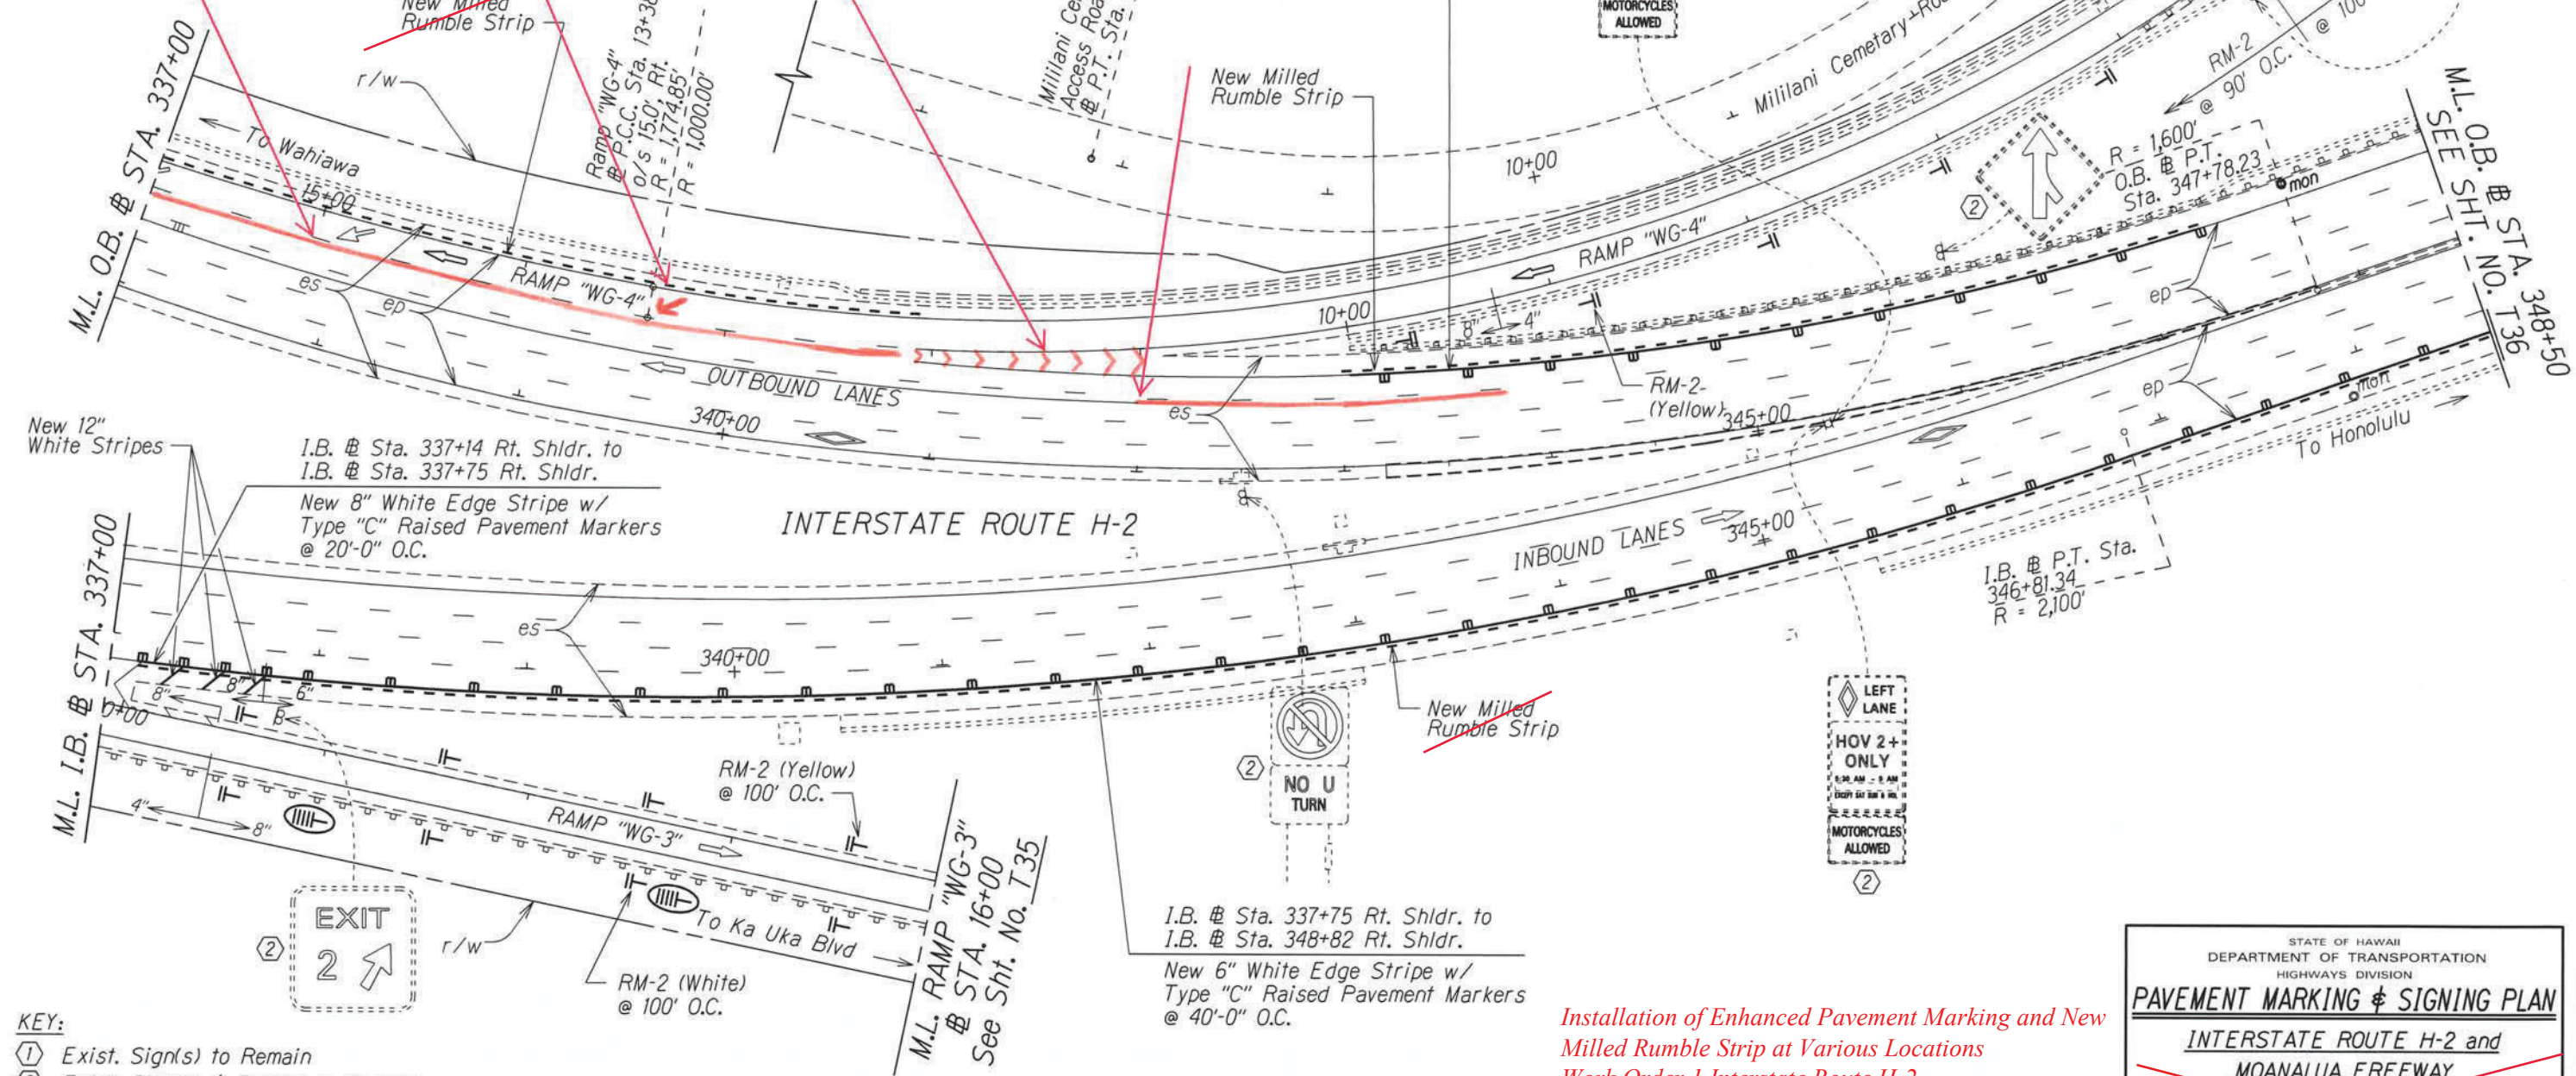 New Milled
Rumble Strip
r/w
M.L. O.B. ⅊ STA. 337+00
To Wahiawa
15+00
Ramp "WG-4"
P.C.C. Sta.
o/s 15.0' Rt.
R = 1,774.85'
R = 1,000.00'
Mililani
Access
P.T. Sta.
New Milled
Rumble Strip
MOTORCYCLES
ALLOWED
Mililani Cemetary
10+00
RM-2
@ 90' O.C.
R = 1,600'
O.B. ⅊ P.T.
Sta. 347+78.23
mon
2
M.L. O.B. ⅊ STA. 348+50
SEE SHT. NO. T36
es
ep
RAMP "WG-4"
RAMP "WG-4"
10+00
8" 4"
OUTBOUND LANES
340+00
es
RM-2
(Yellow)
345+00
ep
ep
mon
To Honolulu
New 12"
White Stripes
I.B. ⅊ Sta. 337+14 Rt. Shldr. to
I.B. ⅊ Sta. 337+75 Rt. Shldr.
New 8" White Edge Stripe w/
Type "C" Raised Pavement Markers
@ 20'-0" O.C.
INTERSTATE ROUTE H-2
INBOUND LANES
345+00
I.B. ⅊ P.T. Sta.
346+81.34
R = 2,100'
M.L. I.B. ⅊ STA. 337+00
es
340+00
8" 8" 6"
0+00
New Milled
Rumble Strip
4" 8"
RM-2 (Yellow)
@ 100' O.C.
RAMP "WG-3"
To Ka Uka Blvd
M.L. RAMP "WG-3"
⅊ STA. 16+00
See Sht. No. T35
2
NO U
TURN
LEFT
LANE
HOV 2+
ONLY
MOTORCYCLES
ALLOWED
2
EXIT
2
2
r/w
RM-2 (White)
@ 100' O.C.
I.B. ⅊ Sta. 337+75 Rt. Shldr. to
I.B. ⅊ Sta. 348+82 Rt. Shldr.
New 6" White Edge Stripe w/
Type "C" Raised Pavement Markers
@ 40'-0" O.C.
KEY:
1 Exist. Sign(s) to Remain
Installation of Enhanced Pavement Marking and New
Milled Rumble Strip at Various Locations
Work Order 1 Interstate Route H-2
STATE OF HAWAII
DEPARTMENT OF TRANSPORTATION
HIGHWAYS DIVISION
PAVEMENT MARKING & SIGNING PLAN
INTERSTATE ROUTE H-2 and
MOANALUA FREEWAY